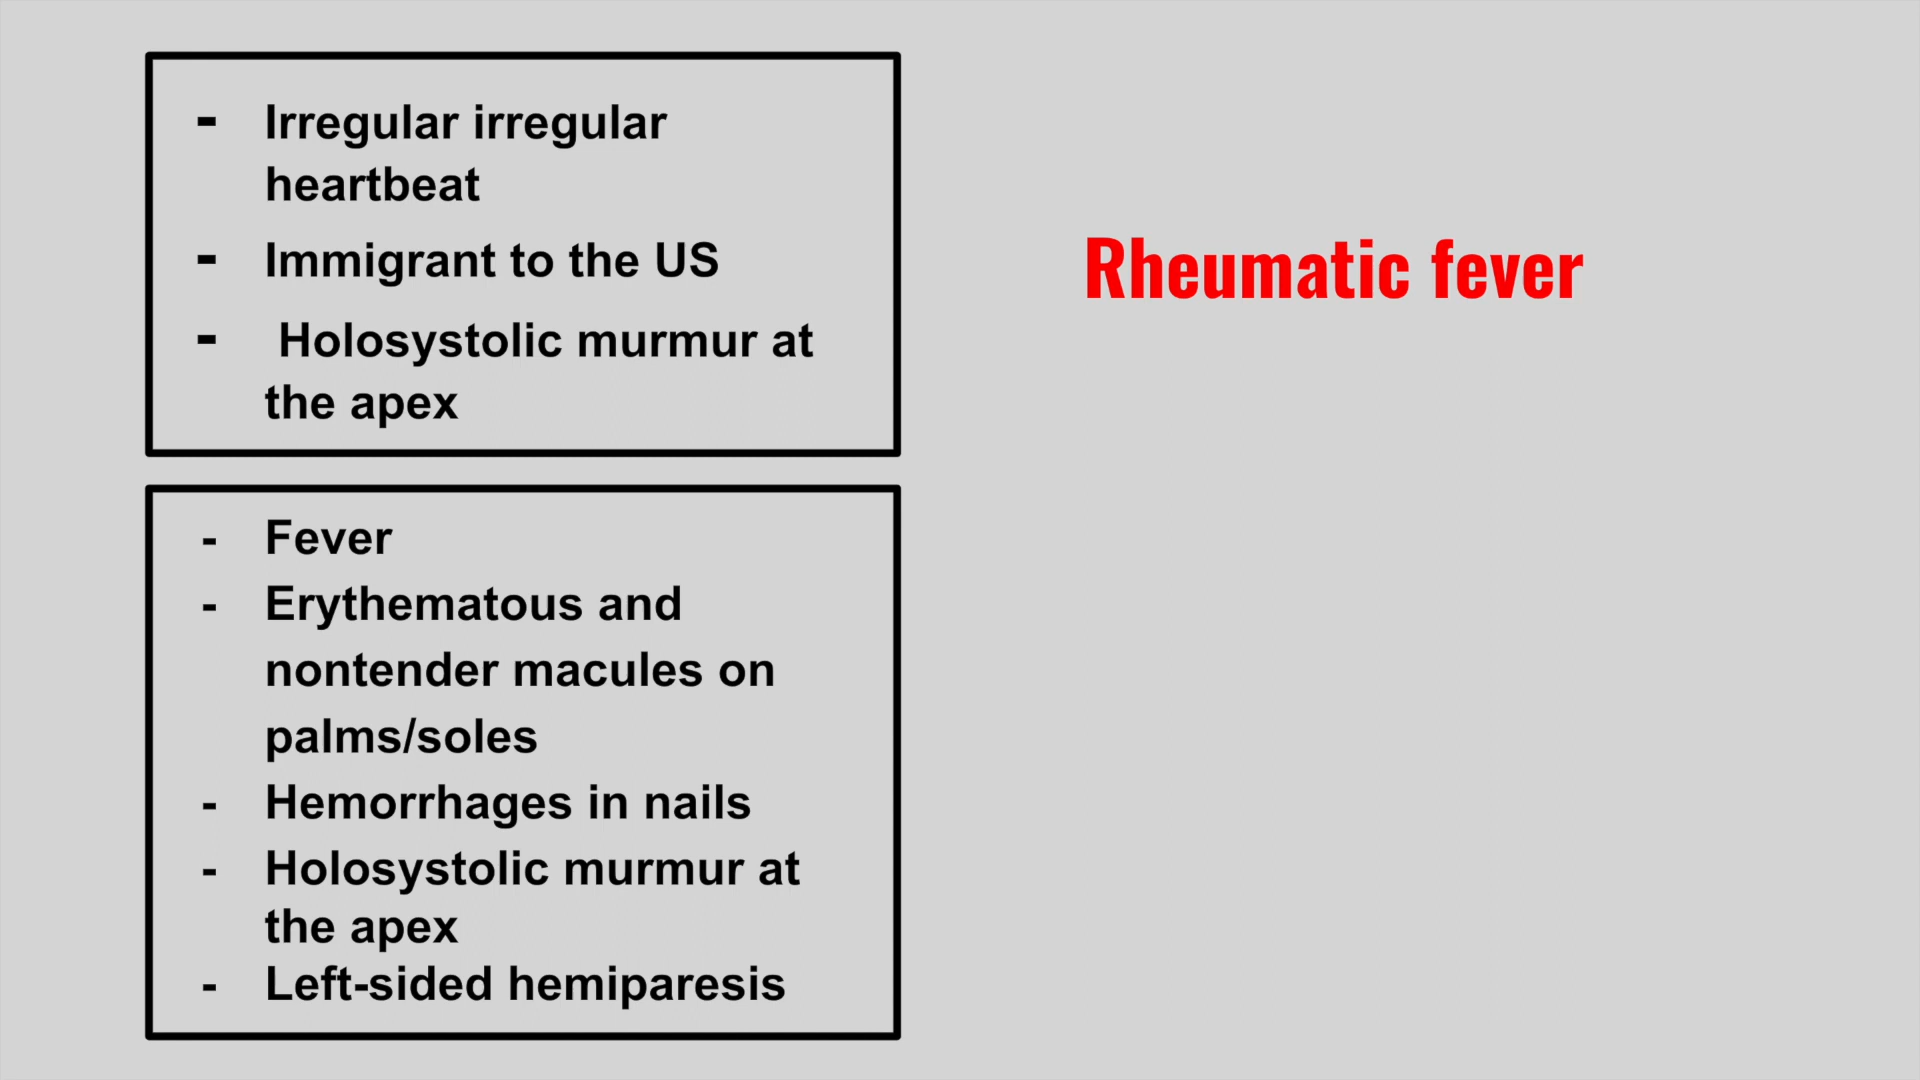 - Irregular irregular
heartbeat
- Immigrant to the US
- Holosystolic murmur at
the apex
Rheumatic fever
- Fever
- Erythematous and
nontender macules on
palms/soles
- Hemorrhages in nails
- Holosystolic murmur at
the apex
- Left-sided hemiparesis